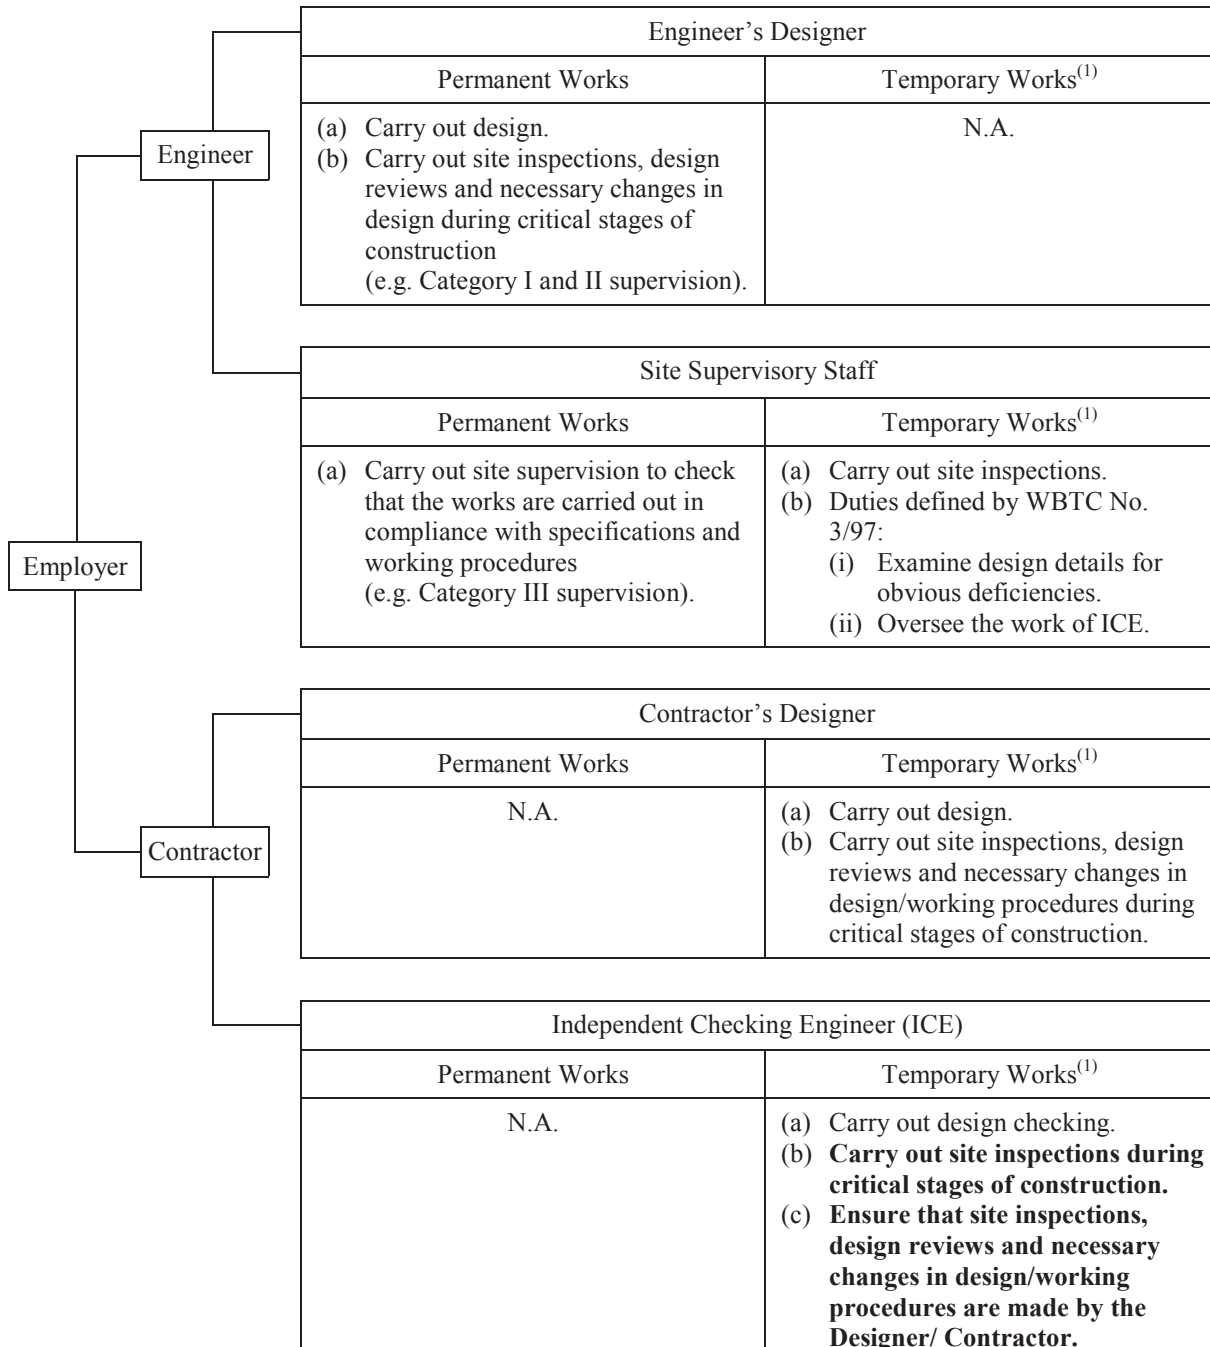 Engineer's Designer
Permanent Works
Temporary Works(1)
(a) Carry out design.
(b) Carry out site inspections, design
reviews and necessary changes in
design during critical stages of
construction
(e.g. Category I and II supervision).
N.A.
Engineer
Site Supervisory Staff
Permanent Works
Temporary Works(1)
(a) Carry out site supervision to check
that the works are carried out in
compliance with specifications and
working procedures
(e.g. Category III supervision).
(a) Carry out site inspections.
(b) Duties defined by WBTC No.
3/97:
(i) Examine design details for
obvious deficiencies.
(ii) Oversee the work of ICE.
Employer
Contractor's Designer
Permanent Works
Temporary Works(1)
N.A.
(a) Carry out design.
(b) Carry out site inspections, design
reviews and necessary changes in
design/working procedures during
critical stages of construction.
Contractor
Independent Checking Engineer (ICE)
Permanent Works
Temporary Works(1)
N.A.
(a) Carry out design checking.
(b) Carry out site inspections during
critical stages of construction.
(c) Ensure that site inspections,
design reviews and necessary
changes in design/working
procedures are made by the
Designer/ Contractor.